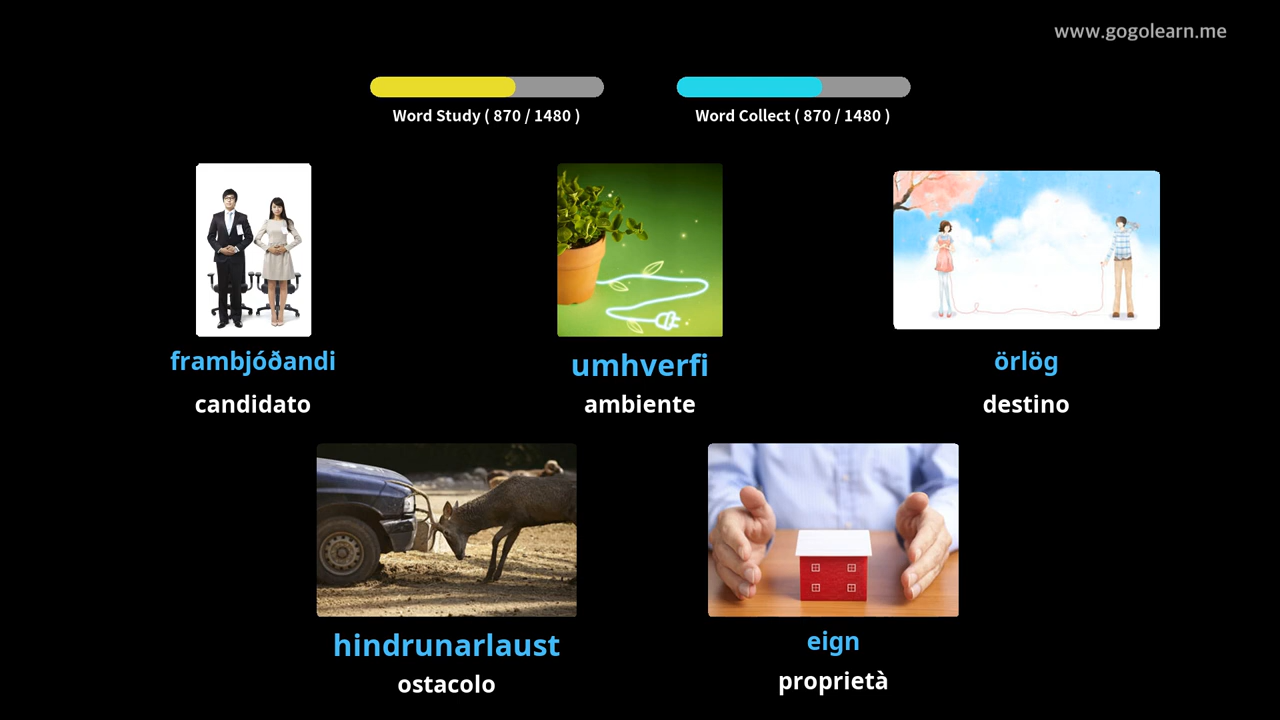 www.gogolearn.me
Word Study ( 870 / 1480 )
Word Collect ( 870 / 1480 )
frambjóðandi
candidato
umhverfi
ambiente
örlög
destino
hindrunarlaust
ostacolo
eign
proprietà